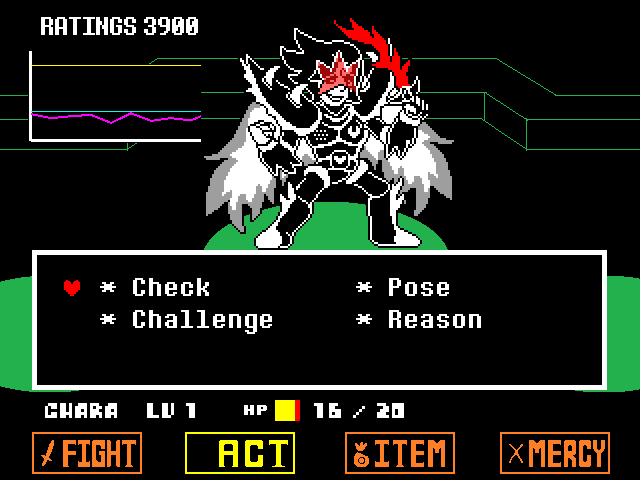 RATINGS 3900
* Check * Pose
* Challenge * Reason
CHARA LV 1 HP 16 / 20
FIGHT ACT ITEM MERCY